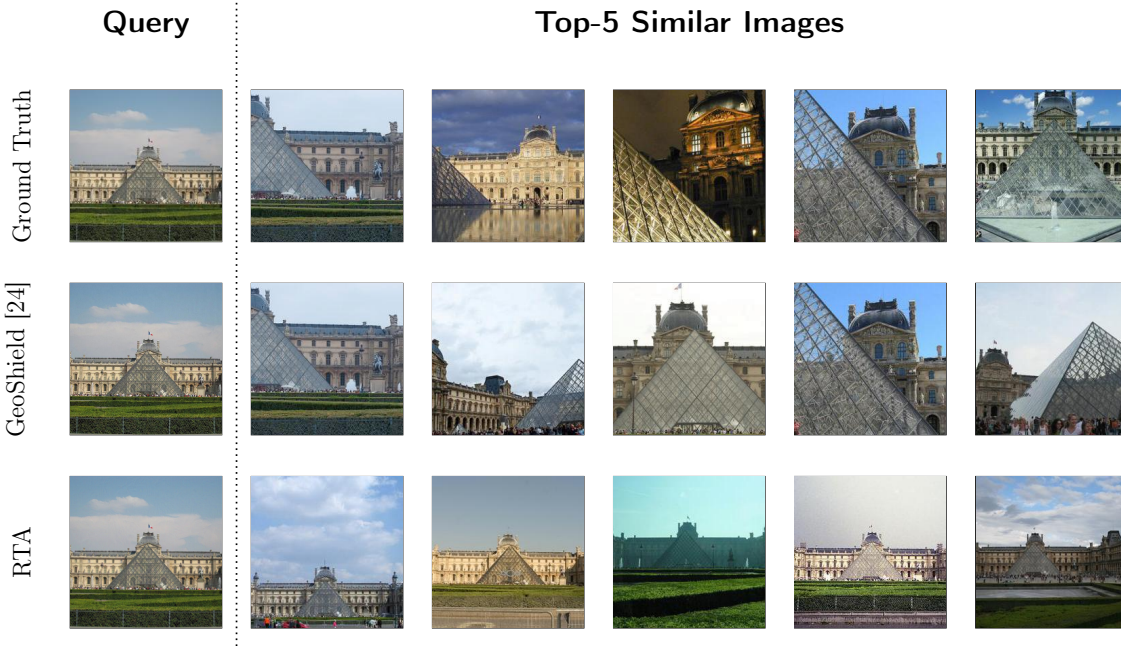 Query
Top-5 Similar Images
Ground Truth
GeoShield [24]
RTA